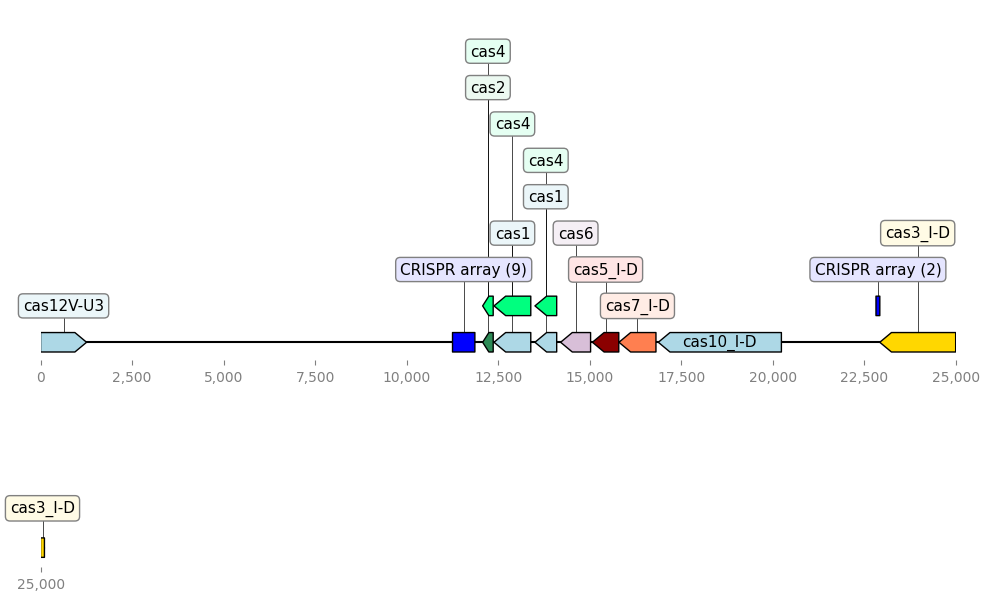 cas4
cas2
cas4
cas4
cas1
cas1
cas6
cas3_I-D
CRISPR array (9)
cas5_I-D
CRISPR array (2)
cas12V-U3
cas7_I-D
cas10_I-D
0
2,500
5,000
7,500
10,000
12,500
15,000
17,500
20,000
22,500
25,000
cas3_I-D
25,000